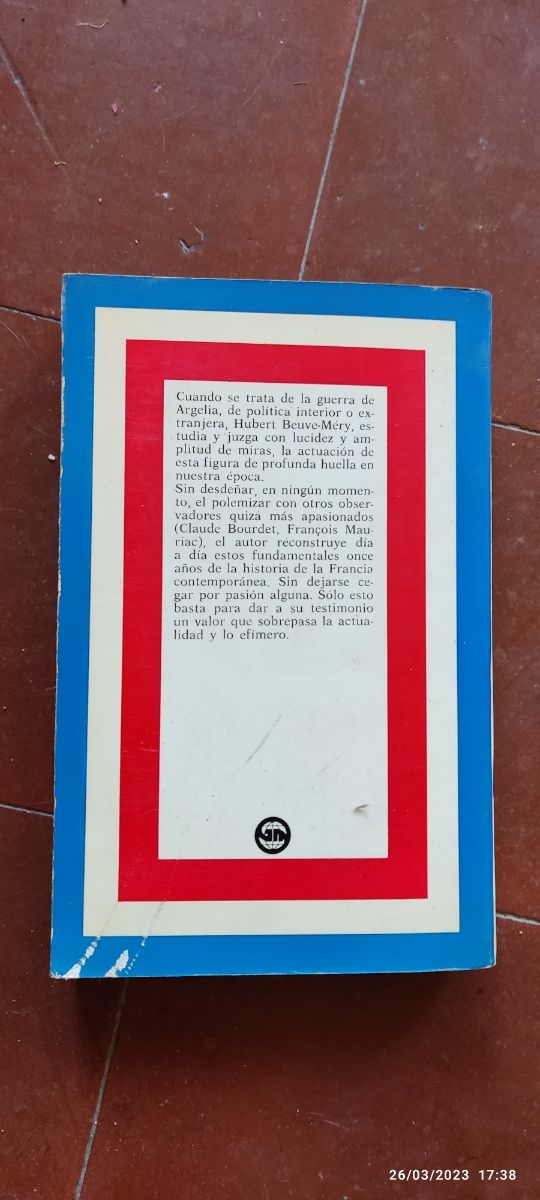 Cuando se trata de la guerra de
Argelia, de política interior o ex-
tranjera, Hubert Beuve-Méry, es-
tudia y juzga con lucidez y am-
plitud de miras, la actuación de
esta figura de profunda huella en
nuestra época.
Sin desdeñar, en ningún momen-
to, el polemizar con otros obser-
vadores quizá más apasionados
(Claude Bourdet, François Mau-
riac), el autor reconstruye día
a día estos fundamentales once
años de la historia de la Francia
contemporánea. Sin dejarse ce-
gar por pasión alguna. Sólo esto
basta para dar a su testimonio
un valor que sobrepasa la actua-
lidad y lo efímero.
26/03/2023 17:38